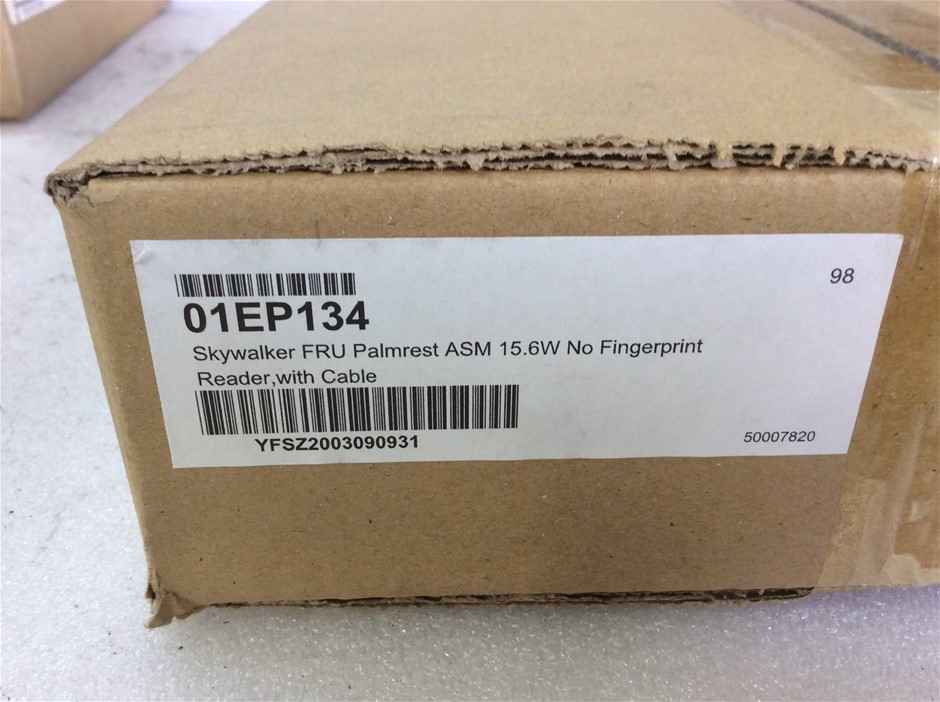 98
01EP134
Skywalker FRU Palmrest ASM 15.6W No Fingerprint
Reader,with Cable
YFSZ2003090931
50007820